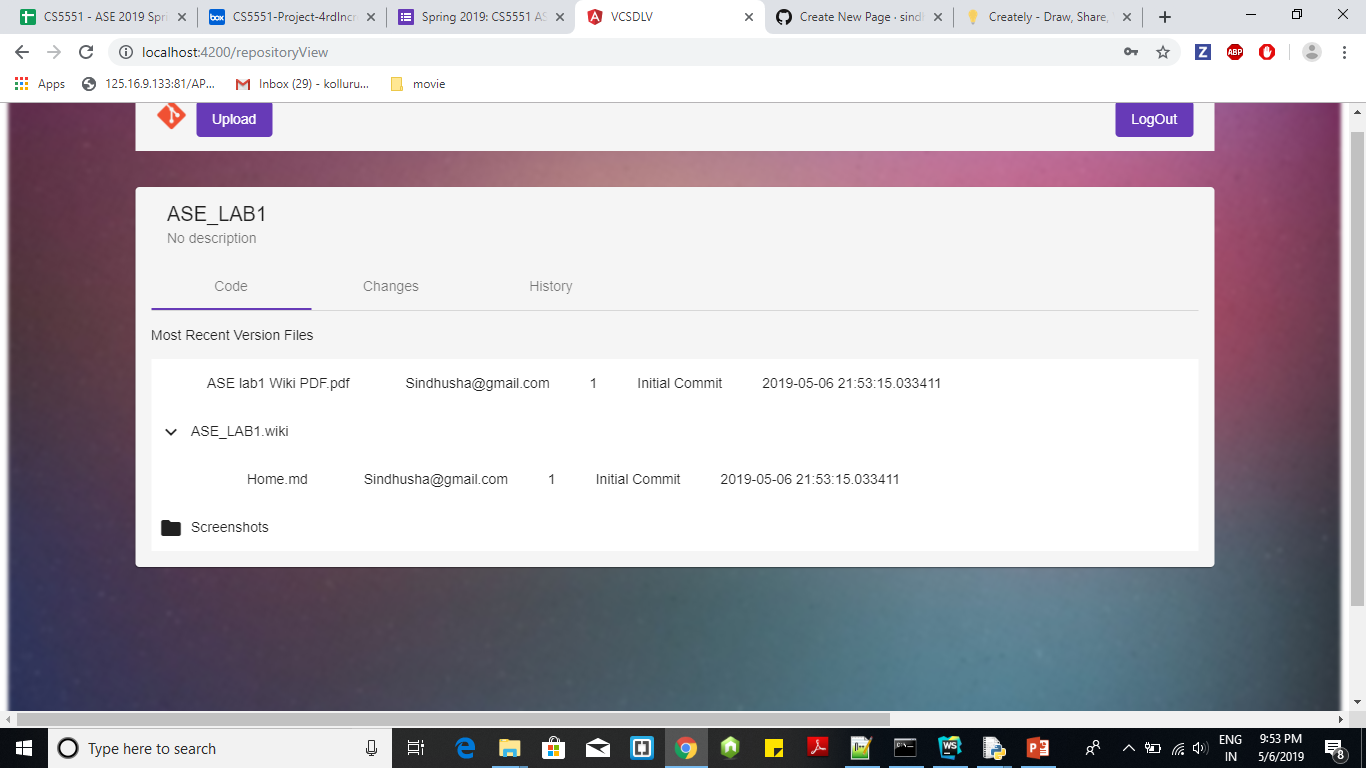 CS5551 - ASE 2019 Spri
CS5551-Project-4rdIncr
Spring 2019: CS5551 AS
VCSDLV
Create New Page · sindh
Creately - Draw, Share,
localhost:4200/repositoryView
Apps
125.16.9.133:81/AP...
Inbox (29) - kolluru...
movie
Upload
LogOut
ASE_LAB1
No description
Code Changes History
Most Recent Version Files
ASE lab1 Wiki PDF.pdf Sindhusha@gmail.com 1 Initial Commit 2019-05-06 21:53:15.033411
ASE_LAB1.wiki
Home.md Sindhusha@gmail.com 1 Initial Commit 2019-05-06 21:53:15.033411
Screenshots
Type here to search
ENG
IN
9:53 PM
5/6/2019
8